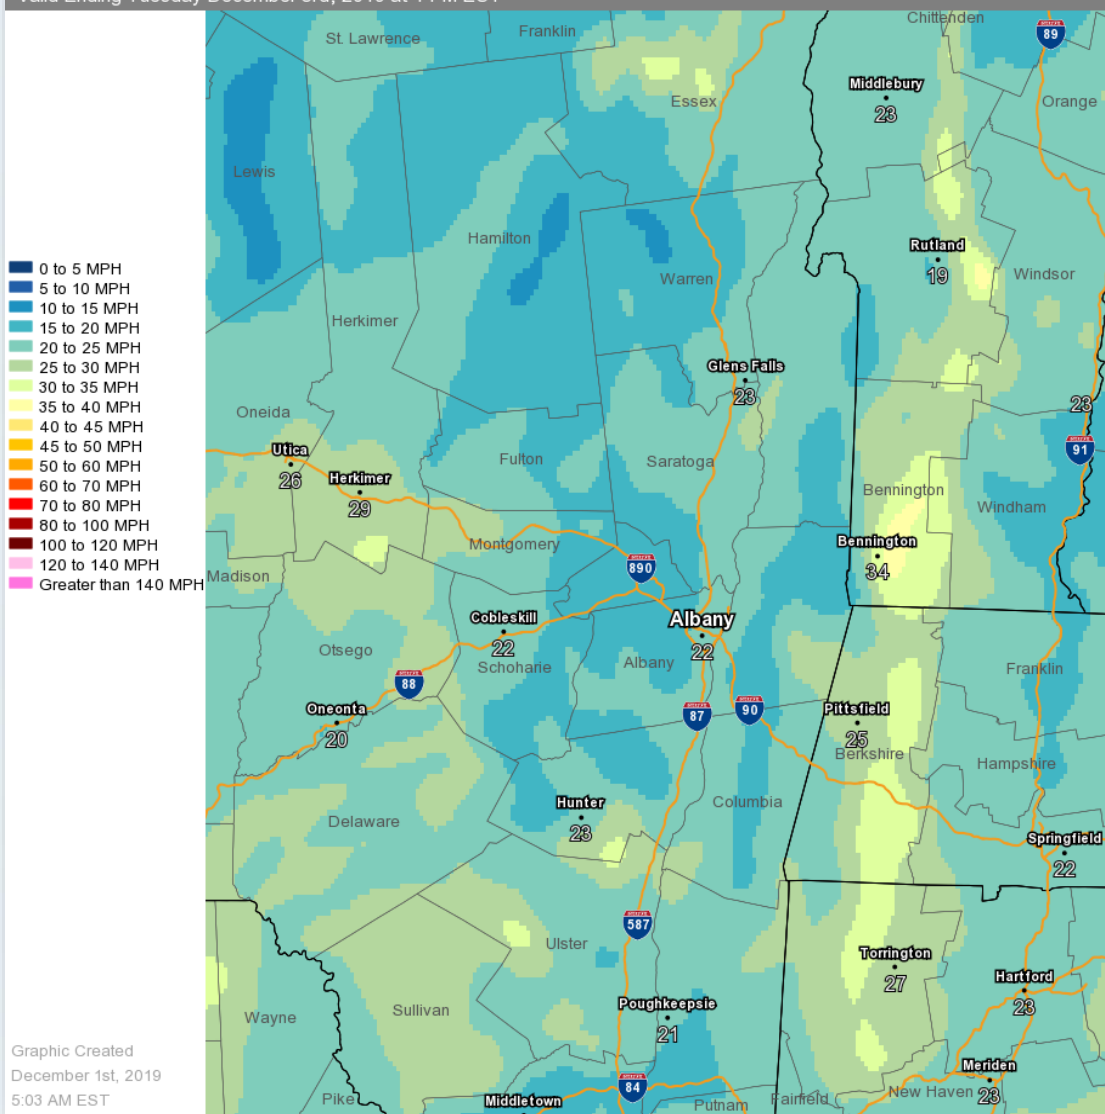 0 to 5 MPH
5 to 10 MPH
10 to 15 MPH
15 to 20 MPH
20 to 25 MPH
25 to 30 MPH
30 to 35 MPH
35 to 40 MPH
40 to 45 MPH
45 to 50 MPH
50 to 60 MPH
60 to 70 MPH
70 to 80 MPH
80 to 100 MPH
100 to 120 MPH
120 to 140 MPH
Greater than 140 MPH
Graphic Created
December 1st, 2019
5:03 AM EST
Chittenden
Franklin
89
St. Lawrence
Middlebury
23
Essex
Orange
Lewis
Hamilton
Rutland
19
Windsor
Warren
Herkimer
Glens Falls
23
23
Oneida
Utica
26
Herkimer
29
Fulton
Saratoga
91
Bennington
Windham
Montgomery
Bennington
34
890
Madison
Cobleskill
22
Albany
22
Otsego
Schoharie
Albany
Franklin
88
87
90
Oneonta
20
Pittsfield
25
Berkshire
Hampshire
Hunter
23
Columbia
Delaware
Springfield
22
587
Ulster
Torrington
27
Hartford
23
Sullivan
Wayne
Poughkeepsie
21
Meriden
23
84
New Haven
Pike
Middletown
Putnam
Fairfield